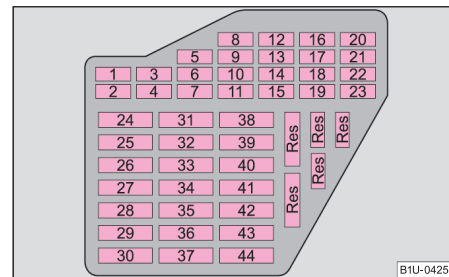 8 12 16 20
5 9 13 17 21
1 3 6 10 14 18 22
2 4 7 11 15 19 23
24 31 38
25 32 39
26 33 40
27 34 41
28 35 42
29 36 43
30 37 44
Res Res Res
Res Res
B1U-0425